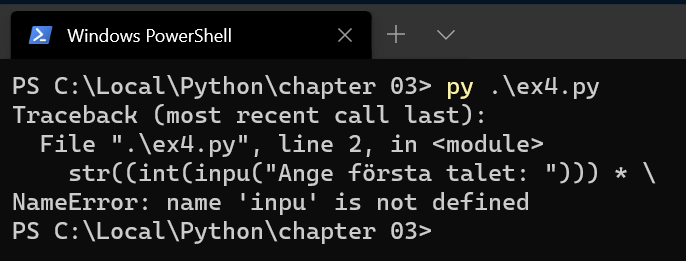 Windows PowerShell
PS C:\Local\Python\chapter 03> py .\ex4.py
Traceback (most recent call last):
  File ".\ex4.py", line 2, in <module>
    str((int(inpu("Ange första talet: "))) * \
NameError: name 'inpu' is not defined
PS C:\Local\Python\chapter 03>